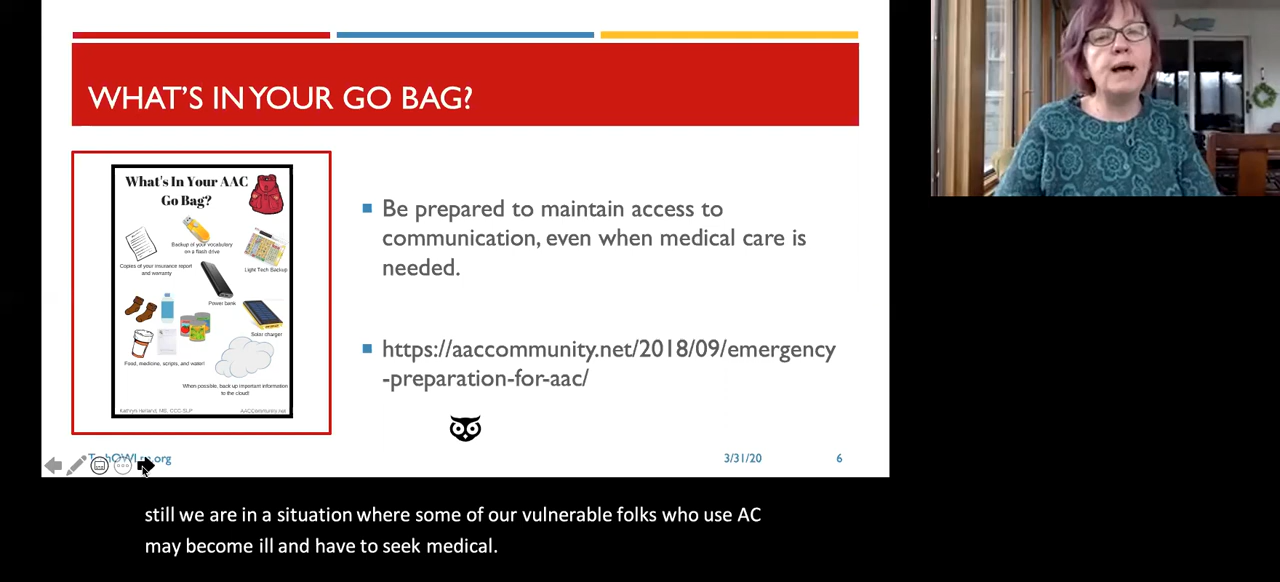 WHAT'S IN YOUR GO BAG?
What's In Your AAC
Go Bag?
Backup of your vocabulary
on a flash drive
Copies of your insurance report
and warranty
Light Tech Backup
Power bank
Solar charger
Food, medicine, scripts, and water!
When possible, back up important information
to the cloud!
AACCommunity.net
Be prepared to maintain access to
communication, even when medical care is
needed.
https://aaccommunity.net/2018/09/emergency
-preparation-for-aac/
3/31/20
6
still we are in a situation where some of our vulnerable folks who use AC
may become ill and have to seek medical.